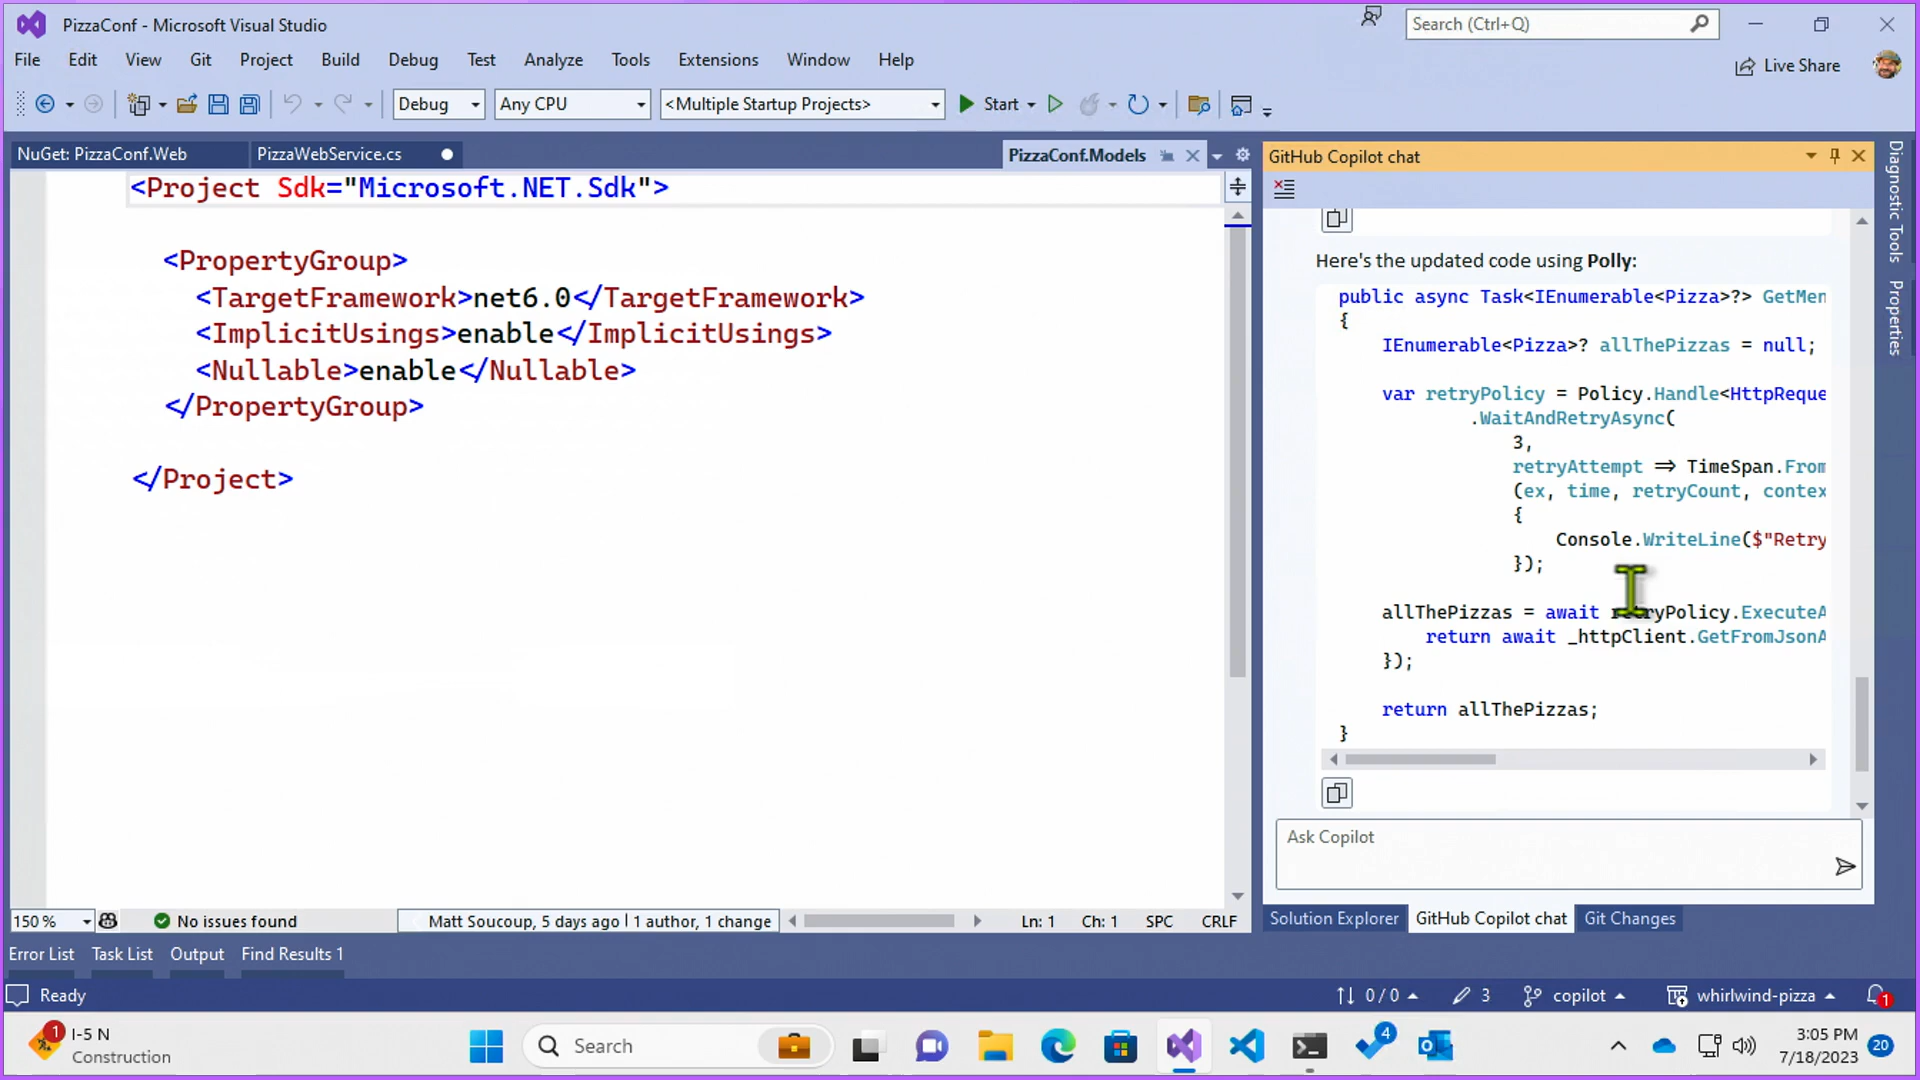 PizzaConf - Microsoft Visual Studio
Search (Ctrl+Q)
File Edit View Git Project Build Debug Test Analyze Tools Extensions Window Help
Live Share
Debug Any CPU <Multiple Startup Projects> Start
NuGet: PizzaConf.Web PizzaWebService.cs PizzaConf.Models
<Project Sdk="Microsoft.NET.Sdk">
<PropertyGroup>
<TargetFramework>net6.0</TargetFramework>
<ImplicitUsings>enable</ImplicitUsings>
<Nullable>enable</Nullable>
</PropertyGroup>
</Project>
150 % No issues found Matt Soucoup, 5 days ago | 1 author, 1 change Ln: 1 Ch: 1 SPC CRLF
GitHub Copilot chat
Here's the updated code using Polly:
public async Task<IEnumerable<Pizza>?> GetMen
{
IEnumerable<Pizza>? allThePizzas = null;
var retryPolicy = Policy.Handle<HttpReque
.WaitAndRetryAsync(
3,
retryAttempt => TimeSpan.From
(ex, time, retryCount, contex
{
Console.WriteLine($"Retry
});
allThePizzas = await retryPolicy.ExecuteA
return await _httpClient.GetFromJsonA
});
return allThePizzas;
}
Ask Copilot
Solution Explorer GitHub Copilot chat Git Changes
Diagnostic Tools
Properties
Error List Task List Output Find Results 1
Ready 0 / 0 3 copilot whirlwind-pizza 1
1 I-5 N
Construction
Search
4
3:05 PM
7/18/2023
20